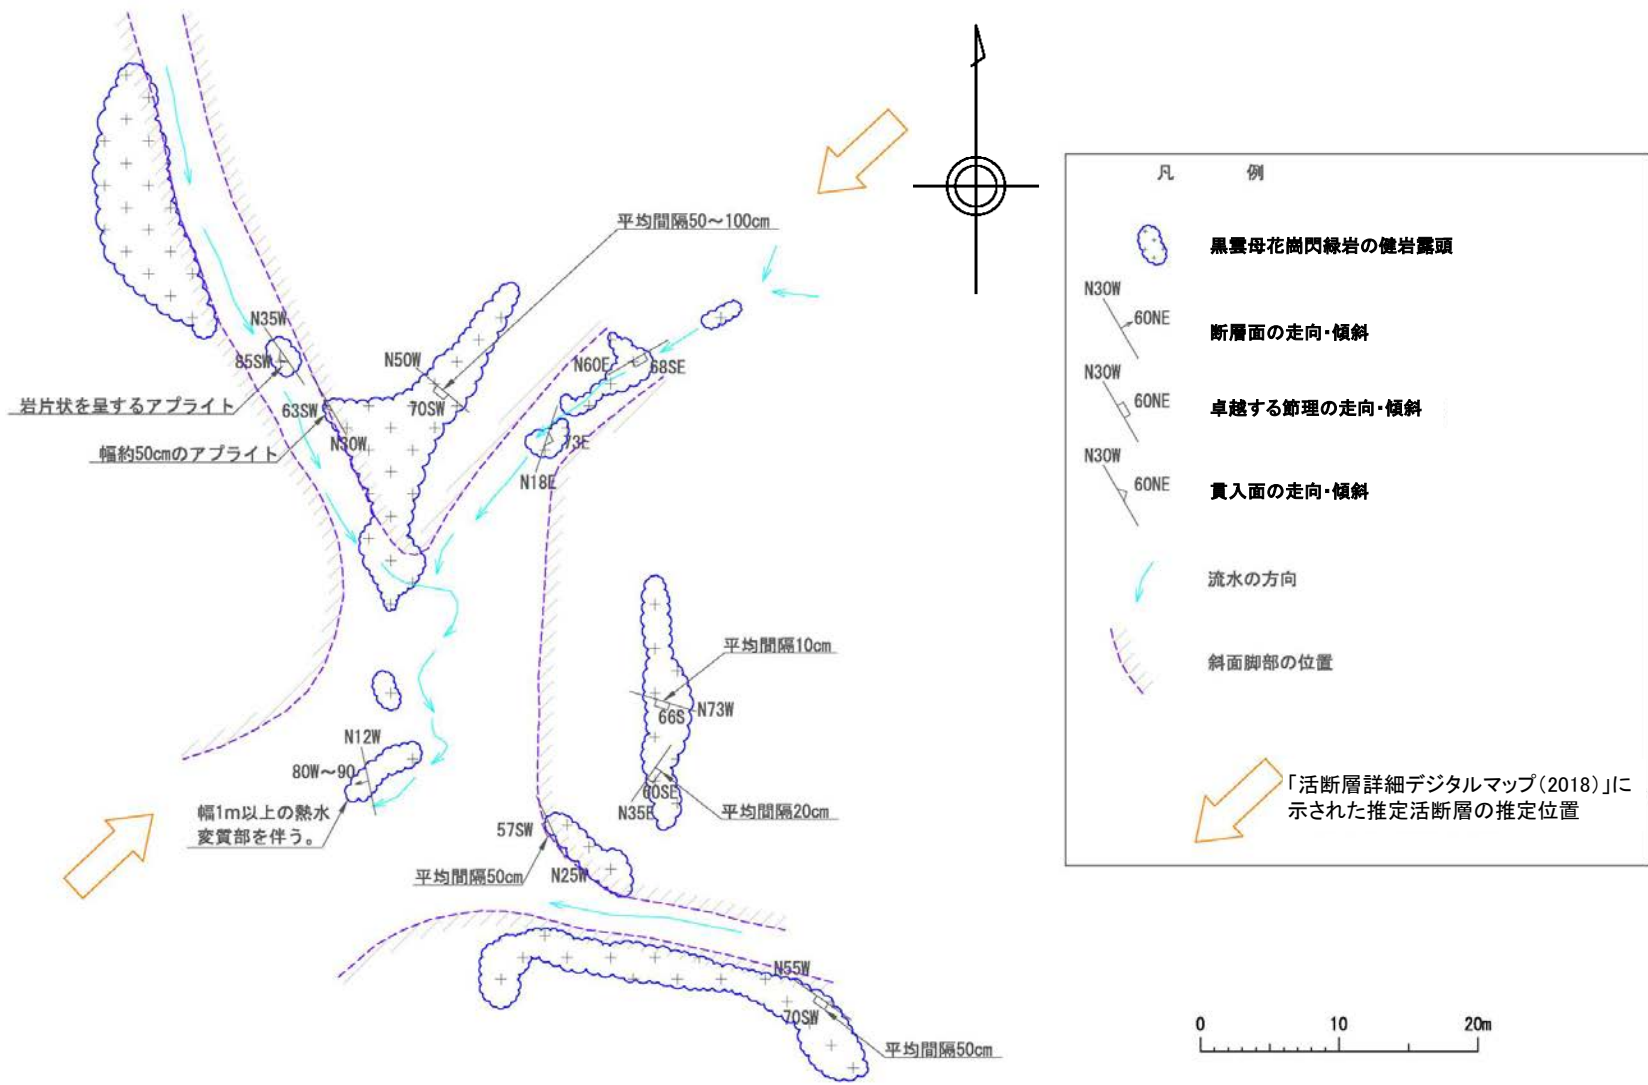 平均間隔50～100cm
N35W
85SW
岩片状を呈するアプライト
63SW
N30W
幅約50cmのアプライト
N50W
70SW
N60E
68SE
73E
N18E
平均間隔10cm
66S
N73W
60SE
N35E
平均間隔20cm
N12W
80W～90
幅1m以上の熱水
変質部を伴う。
57SW
N25W
平均間隔50cm
N55W
70SW
平均間隔50cm
凡 例
黒雲母花崗閃緑岩の健岩露頭
N30W
60NE
断層面の走向・傾斜
N30W
60NE
卓越する節理の走向・傾斜
N30W
60NE
貫入面の走向・傾斜
流水の方向
斜面脚部の位置
「活断層詳細デジタルマップ(2018)」に
示された推定活断層の推定位置
0 10 20m